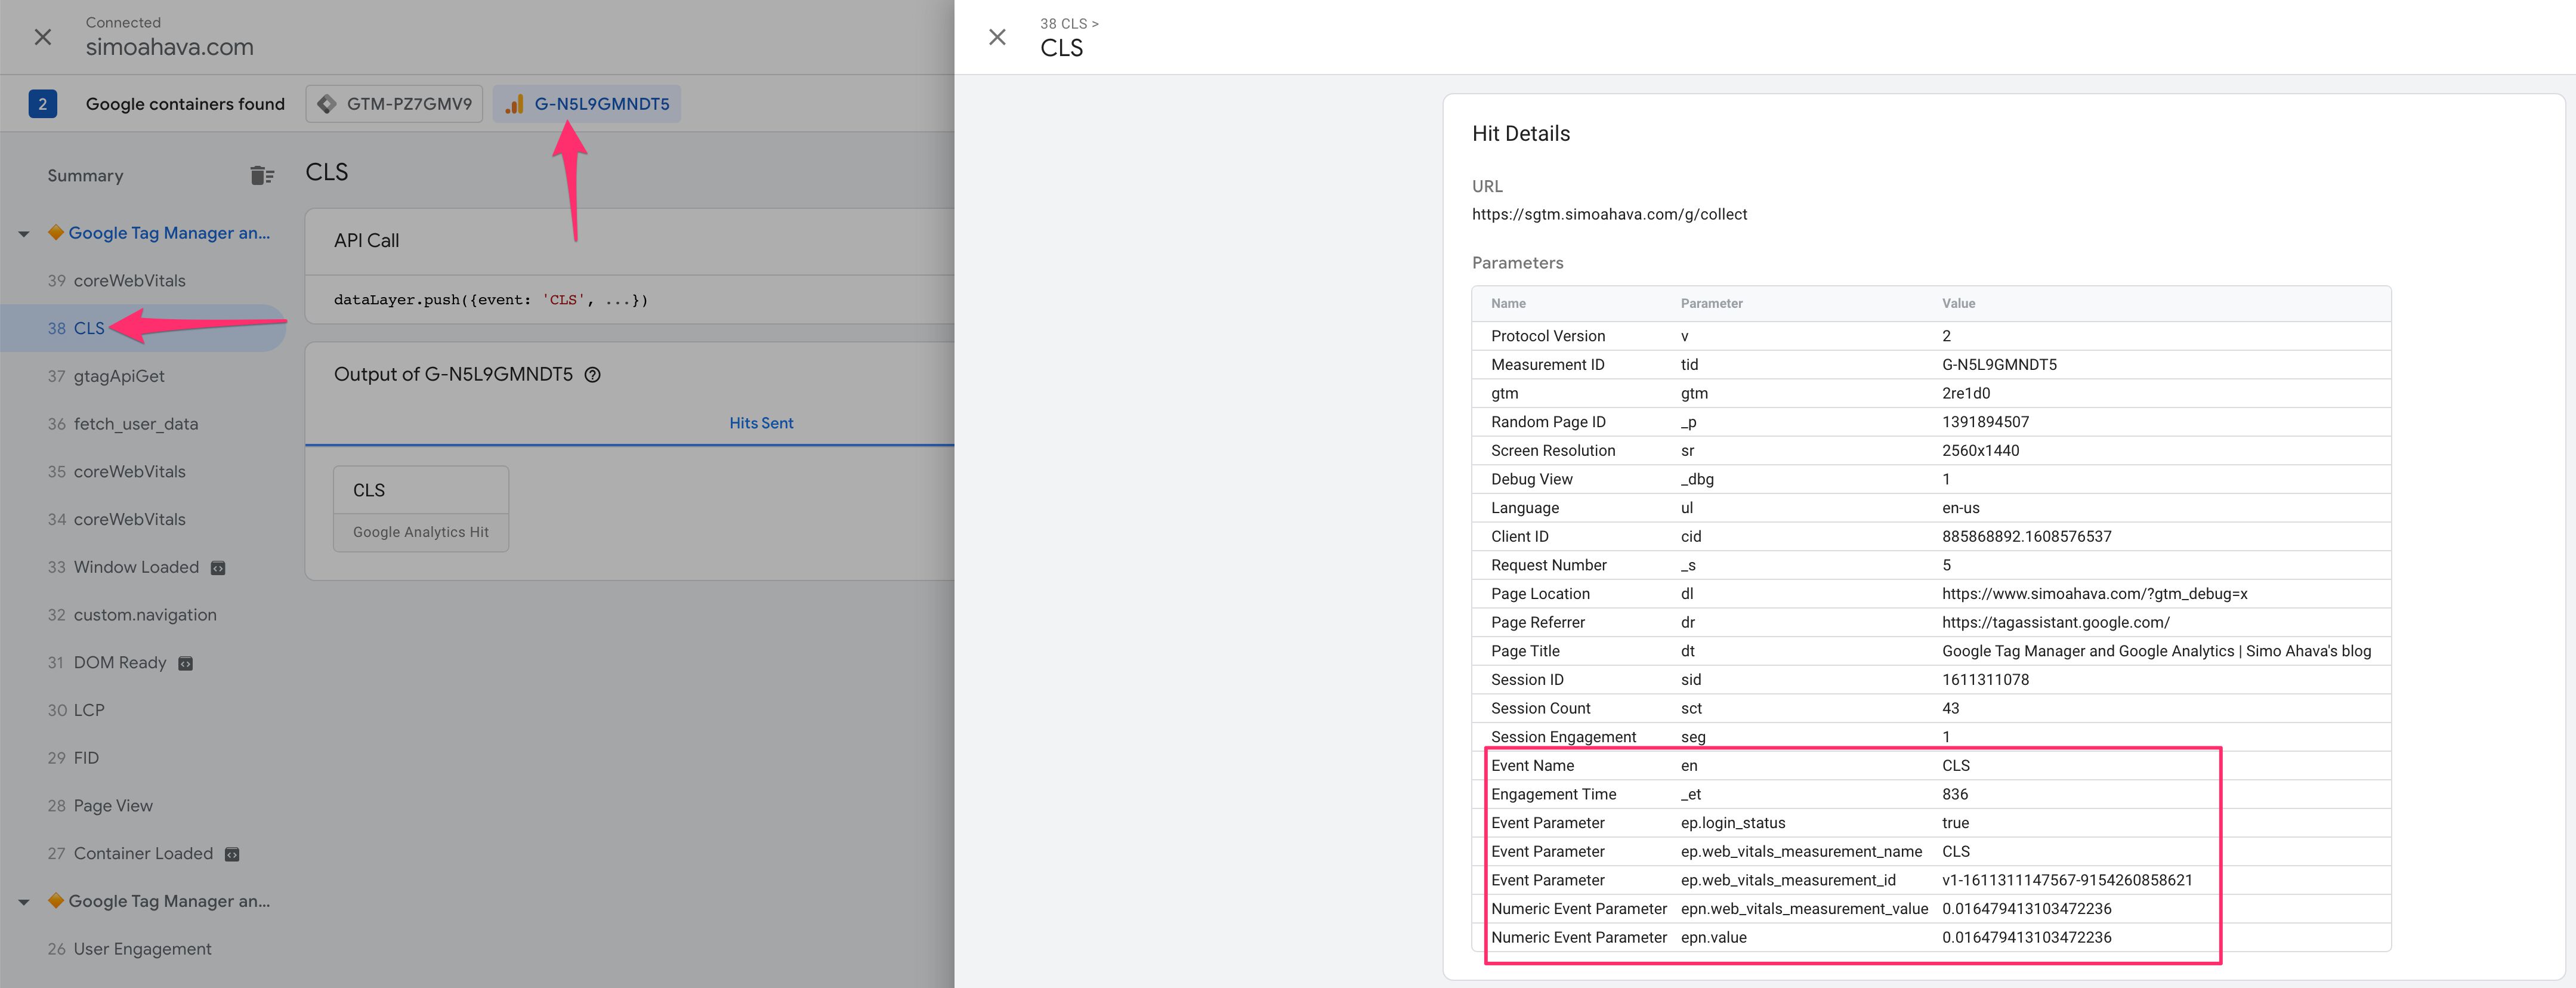 Connected
simoahava.com
2 Google containers found GTM-PZ7GMV9 G-N5L9GMNDT5
Summary
Google Tag Manager an...
39 coreWebVitals
38 CLS
37 gtagApiGet
36 fetch_user_data
35 coreWebVitals
34 coreWebVitals
33 Window Loaded
32 custom.navigation
31 DOM Ready
30 LCP
29 FID
28 Page View
27 Container Loaded
Google Tag Manager an...
26 User Engagement
CLS
API Call
dataLayer.push({event: 'CLS', ...})
Output of G-N5L9GMNDT5
Hits Sent
CLS
Google Analytics Hit
38 CLS >
CLS
Hit Details
URL
https://sgtm.simoahava.com/g/collect
Parameters
Name Parameter Value
Protocol Version v 2
Measurement ID tid G-N5L9GMNDT5
gtm gtm 2re1d0
Random Page ID _p 1391894507
Screen Resolution sr 2560x1440
Debug View _dbg 1
Language ul en-us
Client ID cid 885868892.1608576537
Request Number _s 5
Page Location dl https://www.simoahava.com/?gtm_debug=x
Page Referrer dr https://tagassistant.google.com/
Page Title dt Google Tag Manager and Google Analytics | Simo Ahava's blog
Session ID sid 1611311078
Session Count sct 43
Session Engagement seg 1
Event Name en CLS
Engagement Time _et 836
Event Parameter ep.login_status true
Event Parameter ep.web_vitals_measurement_name CLS
Event Parameter ep.web_vitals_measurement_id v1-1611311147567-9154260858621
Numeric Event Parameter epn.web_vitals_measurement_value 0.016479413103472236
Numeric Event Parameter epn.value 0.016479413103472236